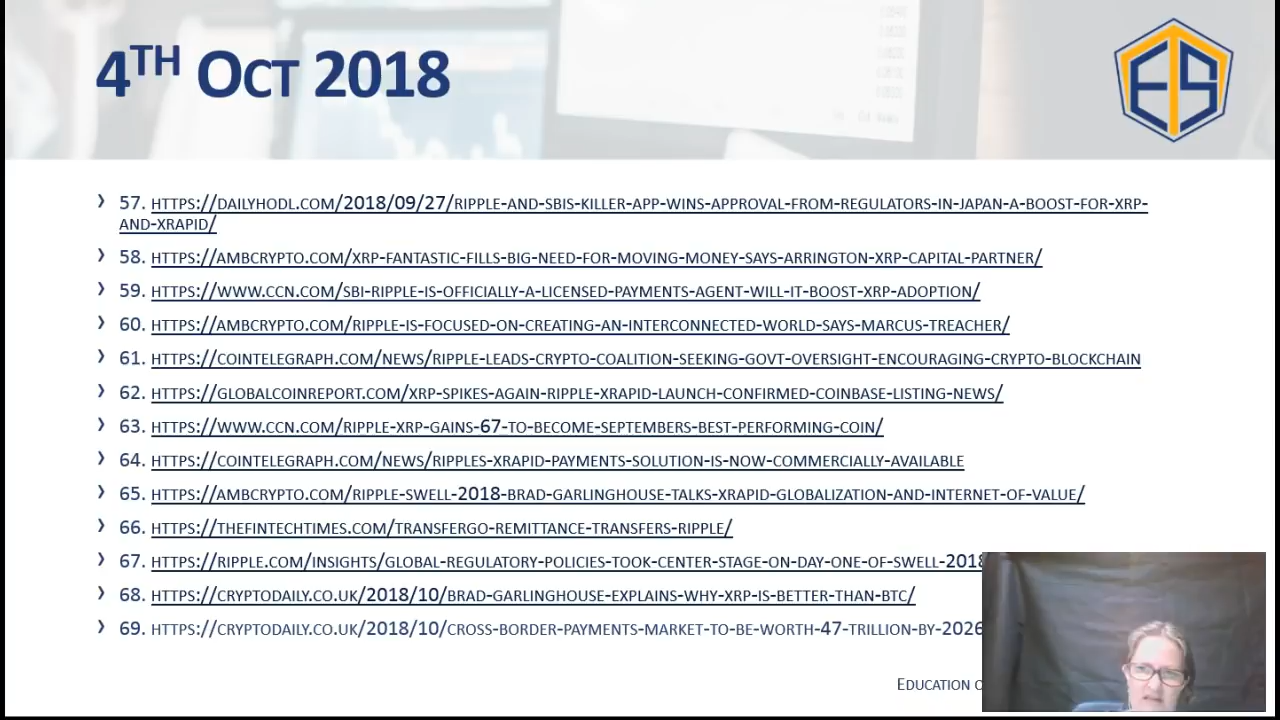 4TH OCT 2018
ETS
57. HTTPS://DAILYHODL.COM/2018/09/27/RIPPLE-AND-SBIS-KILLER-APP-WINS-APPROVAL-FROM-REGULATORS-IN-JAPAN-A-BOOST-FOR-XRP-
AND-XRAPID/
58. HTTPS://AMBCRYPTO.COM/XRP-FANTASTIC-FILLS-BIG-NEED-FOR-MOVING-MONEY-SAYS-ARRINGTON-XRP-CAPITAL-PARTNER/
59. HTTPS://WWW.CCN.COM/SBI-RIPPLE-IS-OFFICIALLY-A-LICENSED-PAYMENTS-AGENT-WILL-IT-BOOST-XRP-ADOPTION/
60. HTTPS://AMBCRYPTO.COM/RIPPLE-IS-FOCUSED-ON-CREATING-AN-INTERCONNECTED-WORLD-SAYS-MARCUS-TREACHER/
61. HTTPS://COINTELEGRAPH.COM/NEWS/RIPPLE-LEADS-CRYPTO-COALITION-SEEKING-GOVT-OVERSIGHT-ENCOURAGING-CRYPTO-BLOCKCHAIN
62. HTTPS://GLOBALCOINREPORT.COM/XRP-SPIKES-AGAIN-RIPPLE-XRAPID-LAUNCH-CONFIRMED-COINBASE-LISTING-NEWS/
63. HTTPS://WWW.CCN.COM/RIPPLE-XRP-GAINS-67-TO-BECOME-SEPTEMBERS-BEST-PERFORMING-COIN/
64. HTTPS://COINTELEGRAPH.COM/NEWS/RIPPLES-XRAPID-PAYMENTS-SOLUTION-IS-NOW-COMMERCIALLY-AVAILABLE
65. HTTPS://AMBCRYPTO.COM/RIPPLE-SWELL-2018-BRAD-GARLINGHOUSE-TALKS-XRAPID-GLOBALIZATION-AND-INTERNET-OF-VALUE/
66. HTTPS://THEFINTECHTIMES.COM/TRANSFERGO-REMITTANCE-TRANSFERS-RIPPLE/
67. HTTPS://RIPPLE.COM/INSIGHTS/GLOBAL-REGULATORY-POLICIES-TOOK-CENTER-STAGE-ON-DAY-ONE-OF-SWELL-2018
68. HTTPS://CRYPTODAILY.CO.UK/2018/10/BRAD-GARLINGHOUSE-EXPLAINS-WHY-XRP-IS-BETTER-THAN-BTC/
69. HTTPS://CRYPTODAILY.CO.UK/2018/10/CROSS-BORDER-PAYMENTS-MARKET-TO-BE-WORTH-47-TRILLION-BY-2026
EDUCATION